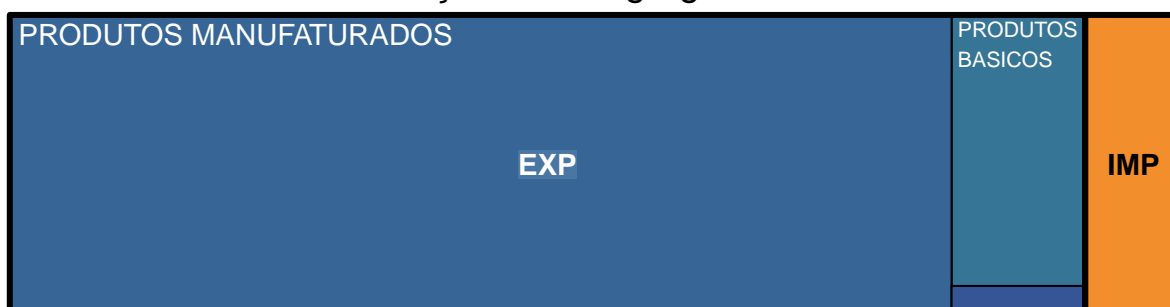 PRODUTOS MANUFATURADOS
PRODUTOS
BASICOS
EXP
IMP